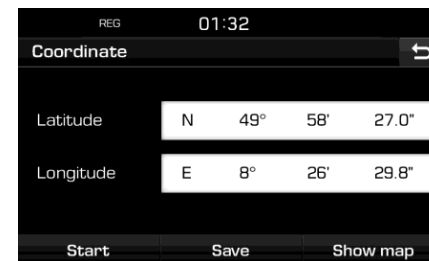 REG 01:32
Coordinate
Latitude N 49° 58' 27.0"
Longitude E 8° 26' 29.8"
Start Save Show map